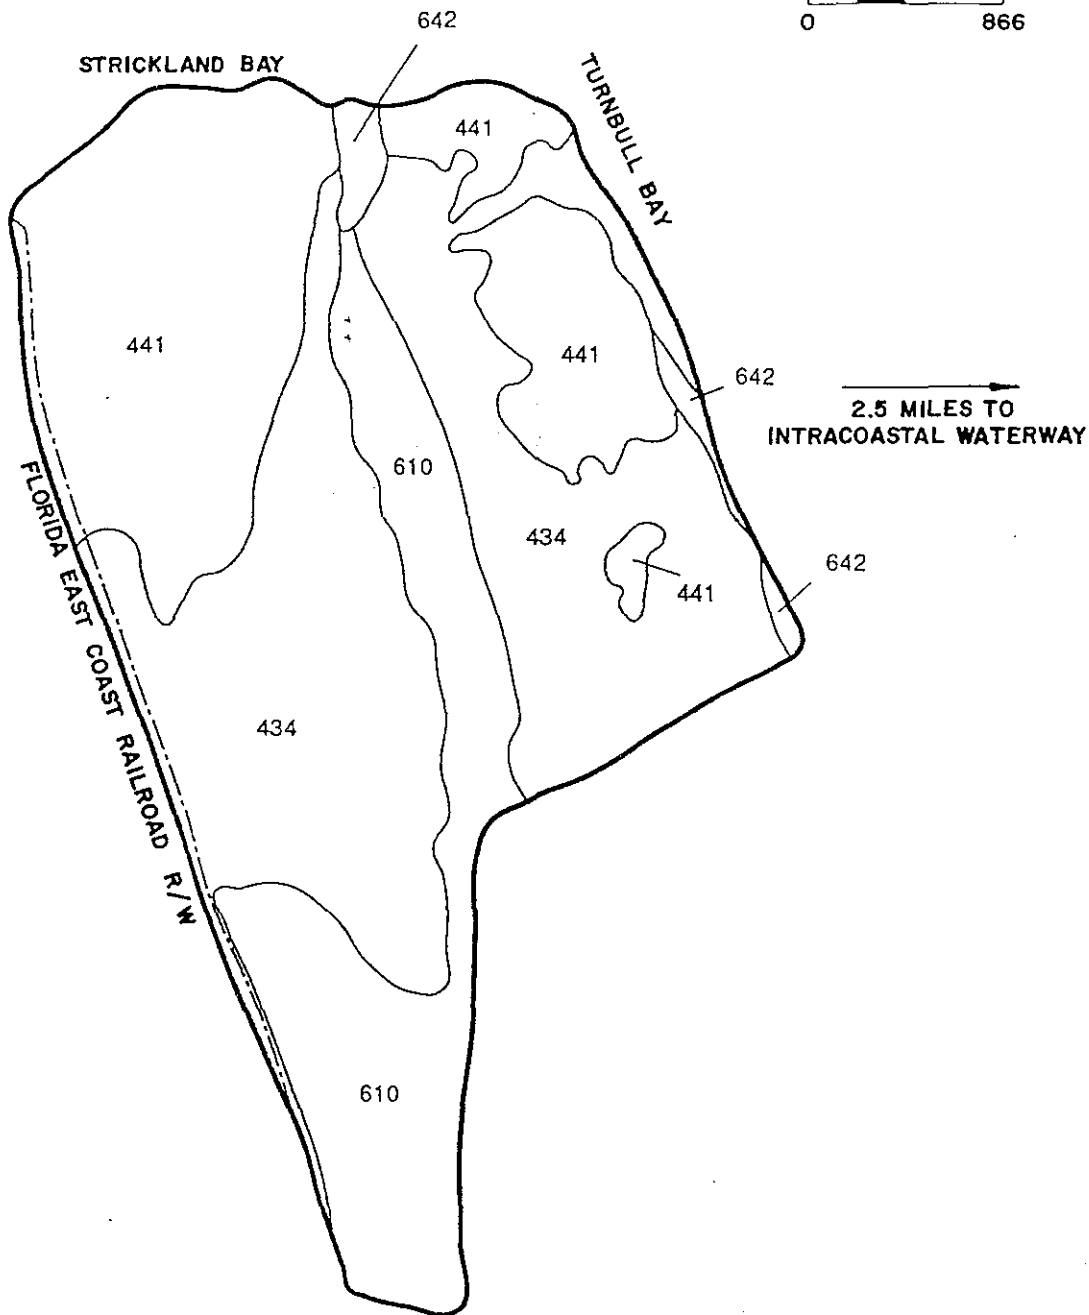 642
0 866
STRICKLAND BAY
TURNBULL BAY
441
441
441
642
2.5 MILES TO
INTRACOASTAL WATERWAY
610
FLORIDA EAST COAST RAILROAD R/W
434
642
441
434
610